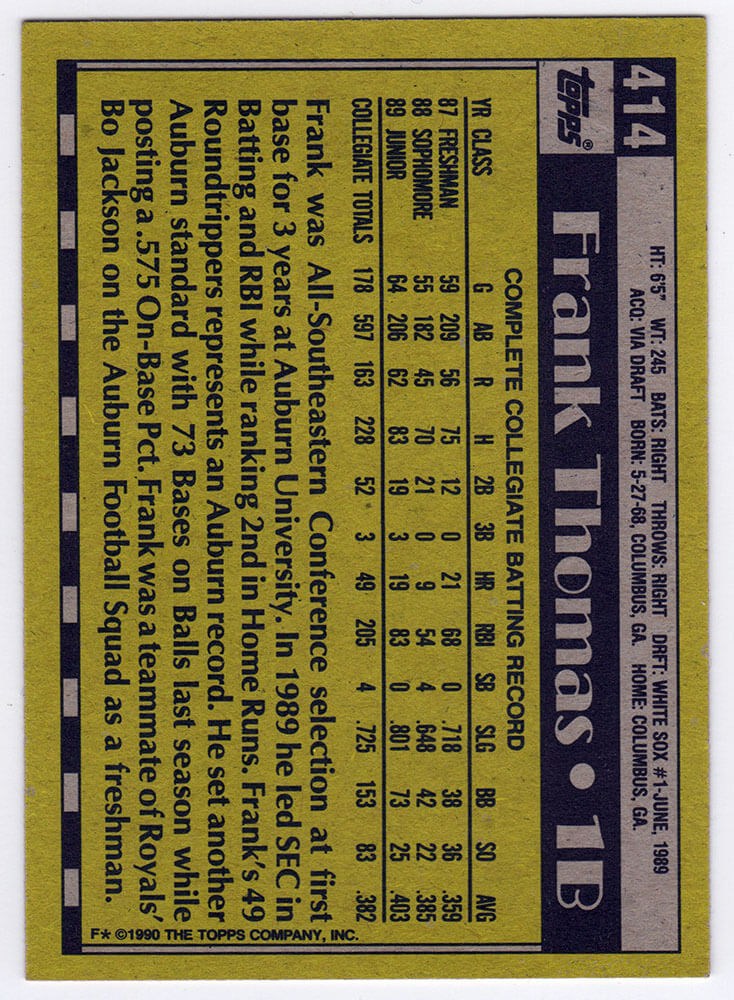 414
HT: 6'5" WT: 245 BATS: RIGHT THROWS: RIGHT DRFT: WHITE SOX #1-JUNE, 1989
ACQ: VIA DRAFT BORN: 5-27-68, COLUMBUS, GA. HOME: COLUMBUS, GA.
TOPPS®
Frank Thomas • 1B
COMPLETE COLLEGIATE BATTING RECORD
YR CLASS G AB R H 2B 3B HR RBI SB SLG BB SO AVG
87 FRESHMAN 59 209 56 75 12 0 21 68 0 .718 38 36 .359
88 SOPHOMORE 55 182 45 70 21 0 9 54 4 .648 42 22 .385
89 JUNIOR 64 206 62 83 19 3 19 83 0 .801 73 25 .403
COLLEGIATE TOTALS 178 597 163 228 52 3 49 205 4 .725 153 83 .382
Frank was All-Southeastern Conference selection at first
base for 3 years at Auburn University. In 1989 he led SEC in
Batting and RBI while ranking 2nd in Home Runs. Frank's 49
Roundtrippers represents an Auburn record. He set another
Auburn standard with 73 Bases on Balls last season while
posting a .575 On-Base Pct. Frank was a teammate of Royals'
Bo Jackson on the Auburn Football Squad as a freshman.
F* ©1990 THE TOPPS COMPANY, INC.